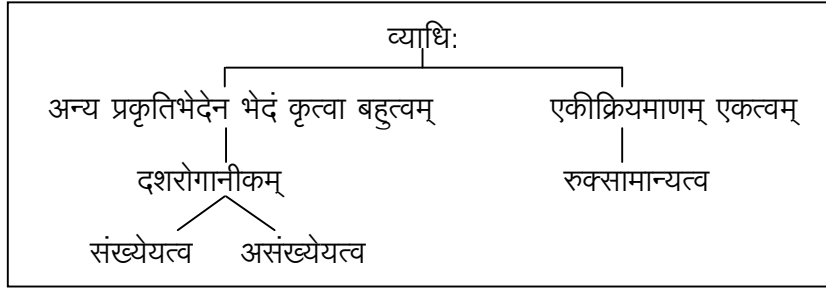 व्याधि:
अन्य प्रकृतिभेदेन भेदं कृत्वा बहुत्वम् एकीक्रियमाणम् एकत्वम्
दशरोगानीकम् रुक्सामान्यत्व
संख्येयत्व असंख्येयत्व